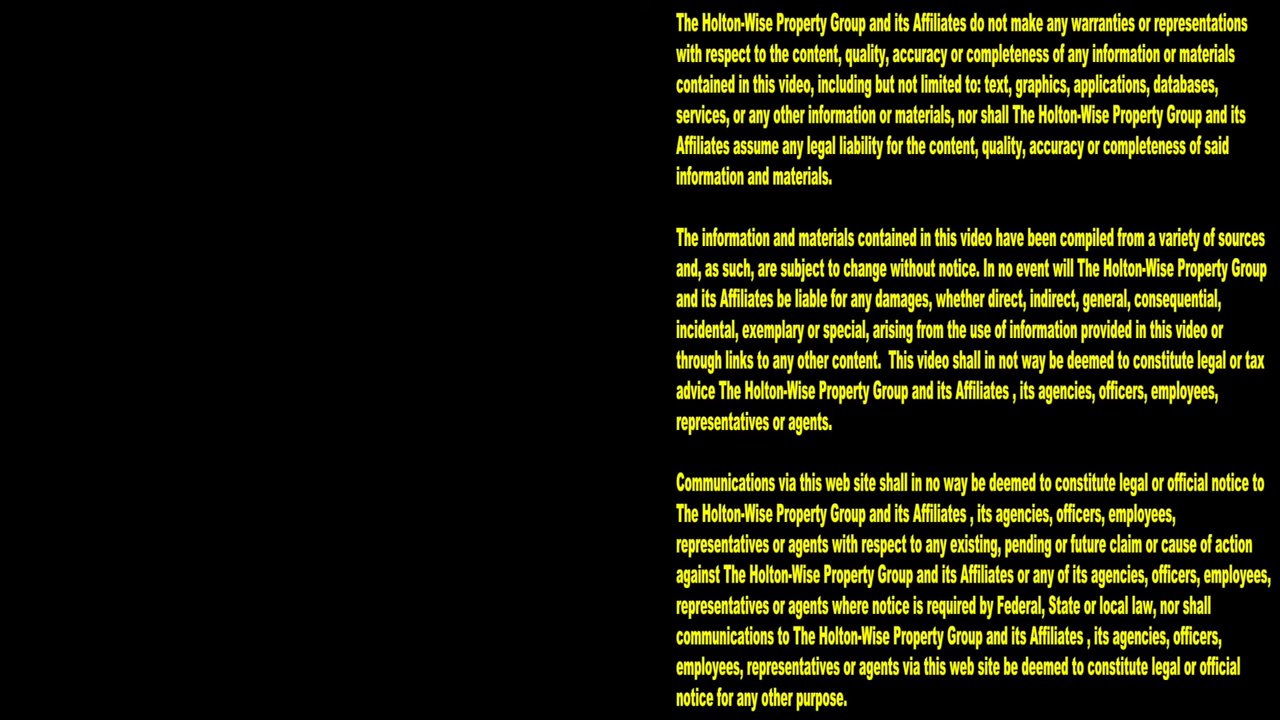 The Holton-Wise Property Group and its Affiliates do not make any warranties or representations
with respect to the content, quality, accuracy or completeness of any information or materials
contained in this video, including but not limited to: text, graphics, applications, databases,
services, or any other information or materials, nor shall The Holton-Wise Property Group and its
Affiliates assume any legal liability for the content, quality, accuracy or completeness of said
information and materials.
The information and materials contained in this video have been compiled from a variety of sources
and, as such, are subject to change without notice. In no event will The Holton-Wise Property Group
and its Affiliates be liable for any damages, whether direct, indirect, general, consequential,
incidental, exemplary or special, arising from the use of information provided in this video or
through links to any other content.  This video shall in not way be deemed to constitute legal or tax
advice The Holton-Wise Property Group and its Affiliates , its agencies, officers, employees,
representatives or agents.
Communications via this web site shall in no way be deemed to constitute legal or official notice to
The Holton-Wise Property Group and its Affiliates , its agencies, officers, employees,
representatives or agents with respect to any existing, pending or future claim or cause of action
against The Holton-Wise Property Group and its Affiliates or any of its agencies, officers, employees,
representatives or agents where notice is required by Federal, State or local law, nor shall
communications to The Holton-Wise Property Group and its Affiliates , its agencies, officers,
employees, representatives or agents via this web site be deemed to constitute legal or official
notice for any other purpose.